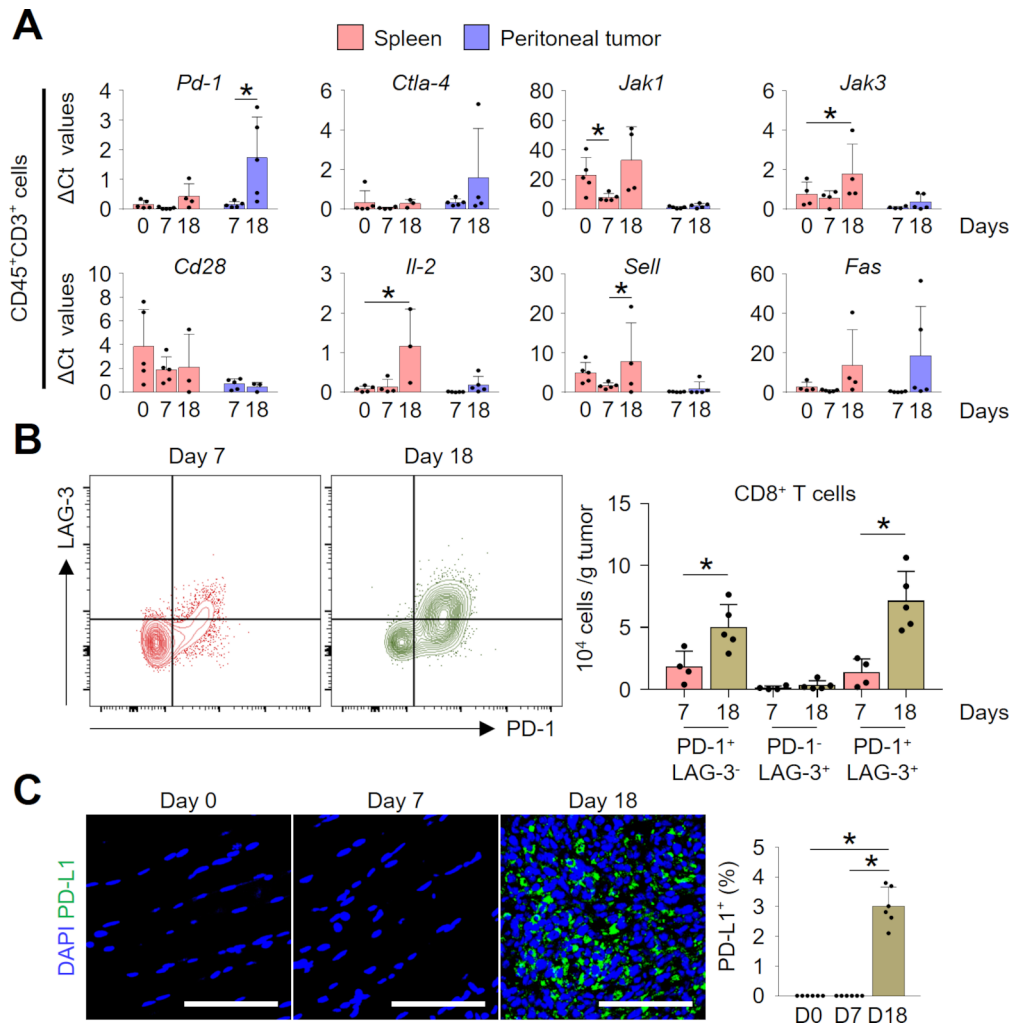 A
Spleen Peritoneal tumor
CD45⁺CD3⁺ cells
Pd-1 Ctla-4 Jak1 Jak3
ΔCt values
4 3 2 1 0
*
6 4 2 0
80 60 40 20 0
*
6 4 2 0
*
0 7 18 7 18 0 7 18 7 18 0 7 18 7 18 0 7 18 7 18 Days
Cd28 Il-2 Sell Fas
ΔCt values
10 8 6 4 2 0
3 2 1 0
*
30 20 10 0
*
60 40 20 0
0 7 18 7 18 0 7 18 7 18 0 7 18 7 18 0 7 18 7 18 Days
B
Day 7 Day 18
LAG-3
PD-1
CD8⁺ T cells
10⁴ cells /g tumor
15 10 5 0
* *
7 18 7 18 7 18 Days
PD-1⁺ PD-1⁻ PD-1⁺
LAG-3⁻ LAG-3⁺ LAG-3⁺
C
Day 0 Day 7 Day 18
DAPI PD-L1
PD-L1⁺ (%)
5 4 3 2 1 0
*
*
D0 D7 D18